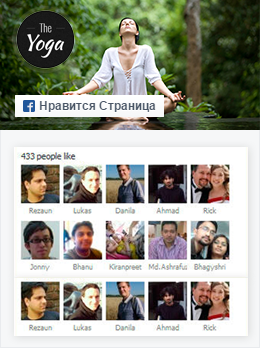 The
Yoga
Нравится Страница
433 people like
Rezaun Lukas Danila Ahmad Rick
Jonny Bhanu Kiranpreet Md.Ashrafu Bhagyshri
Rezaun Lukas Danila Ahmad Rick